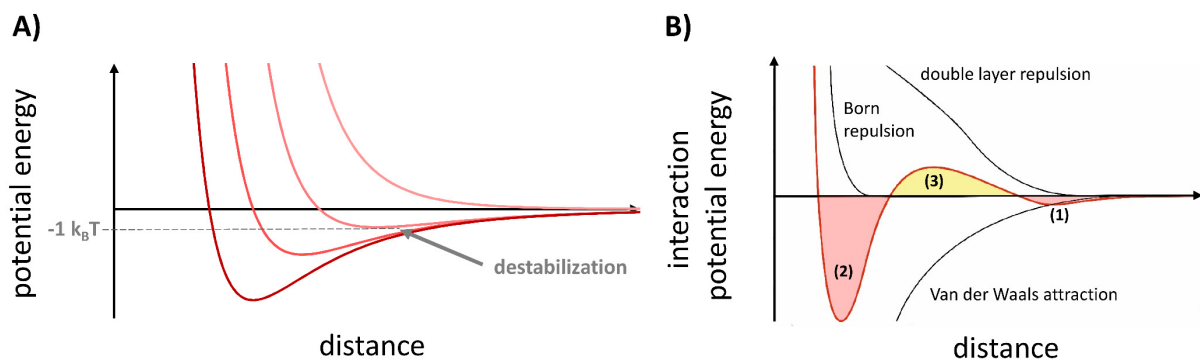 A)
potential energy
-1 kBT
destabilization
distance
B)
interaction
potential energy
double layer repulsion
Born
repulsion
(3)
(1)
(2)
Van der Waals attraction
distance